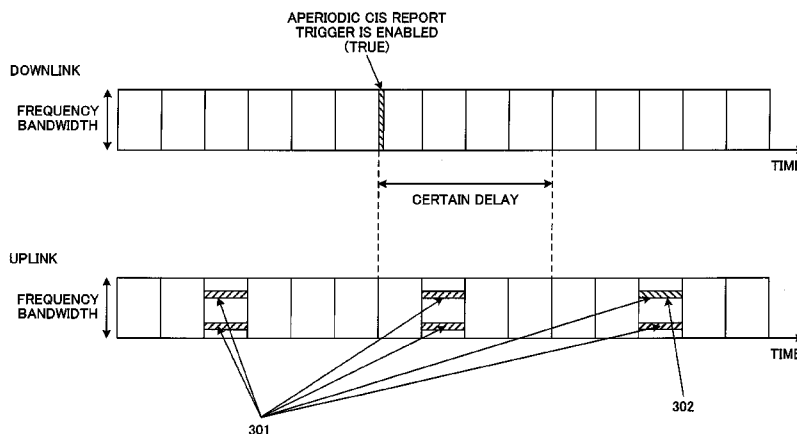 APERIODIC CIS REPORT
TRIGGER IS ENABLED
(TRUE)
DOWNLINK
FREQUENCY
BANDWIDTH
TIME
CERTAIN DELAY
UPLINK
FREQUENCY
BANDWIDTH
TIME
301
302